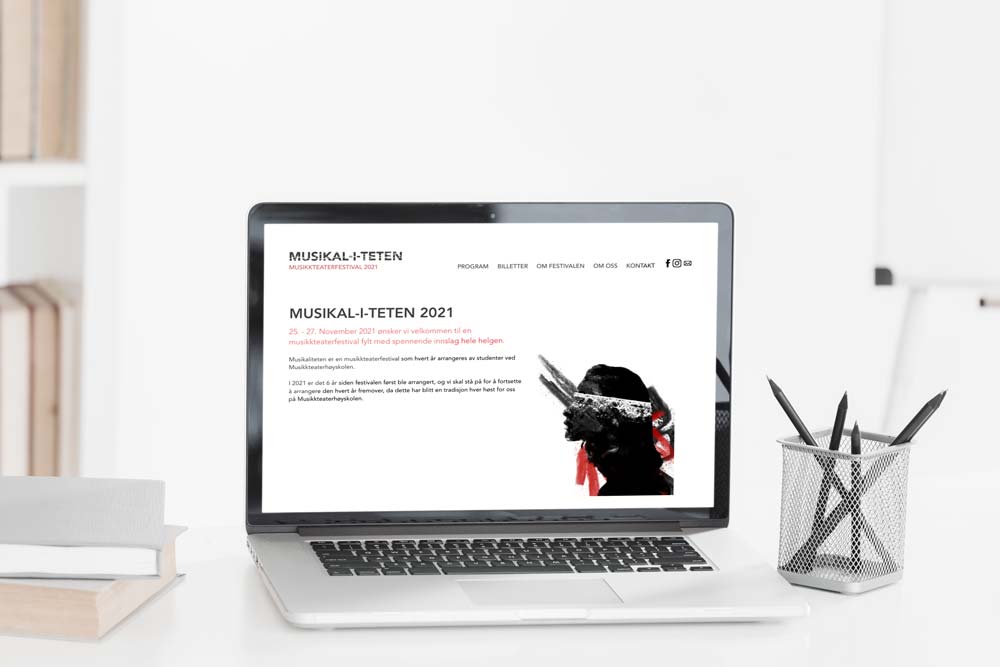 MUSIKAL-I-TETEN
MUSIKKTEATERFESTIVAL 2021
PROGRAM BILLETTER OM FESTIVALEN OM OSS KONTAKT
MUSIKAL-I-TETEN 2021
25. - 27. November 2021 ønsker vi velkommen til en
musikkteaterfestival fylt med spennende innslag hele helgen.
Musikaliteten er en musikkteaterfestival som hvert år arrangeres av studenter ved
Musikkteaterhøyskolen.
I 2021 er det 6 år siden festivalen først ble arrangert, og vi skal stå på for å fortsette
å arrangere den hvert år fremover, da dette har blitt en tradisjon hver høst for oss
på Musikkteaterhøyskolen.